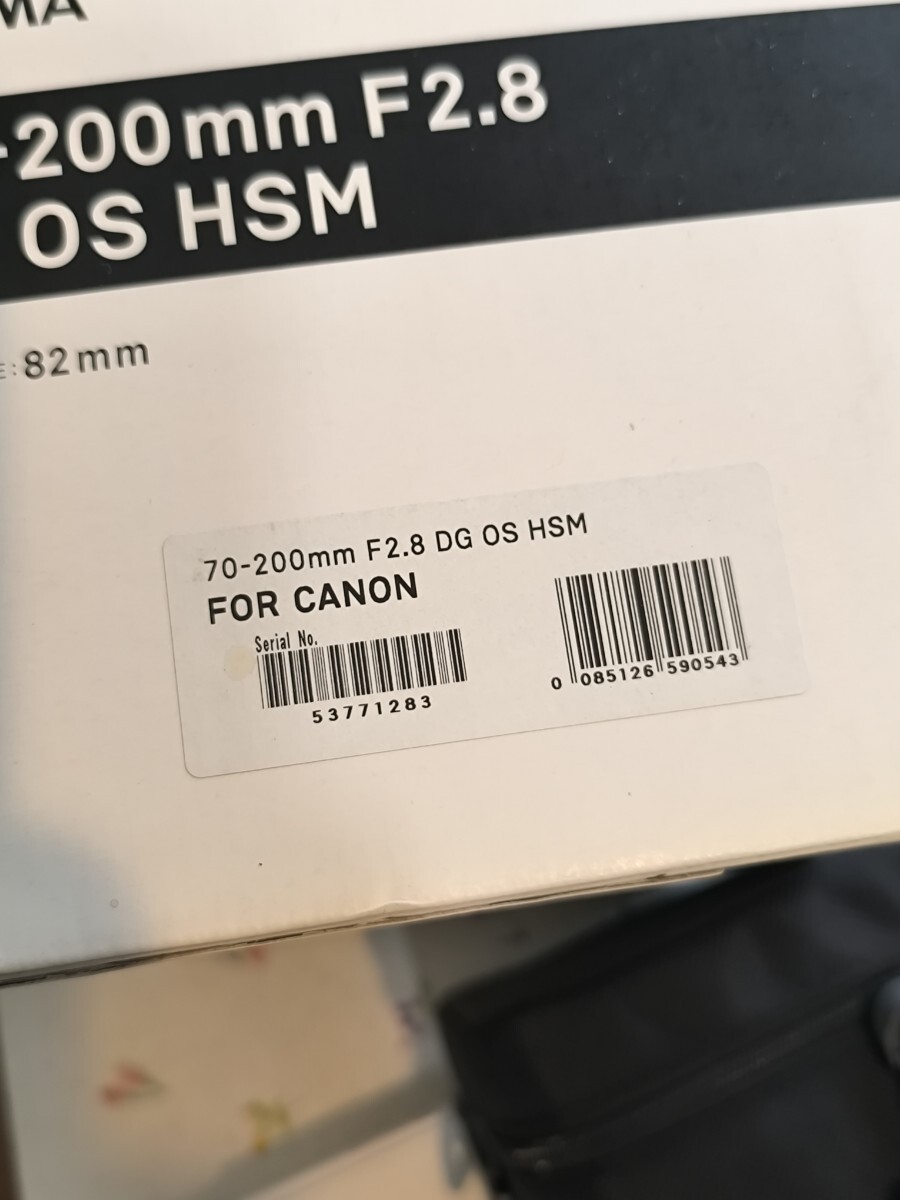 MA
-200mm F2.8
OS HSM
E: 82mm
70-200mm F2.8 DG OS HSM
FOR CANON
Serial No.
53771283
0 085126 590543